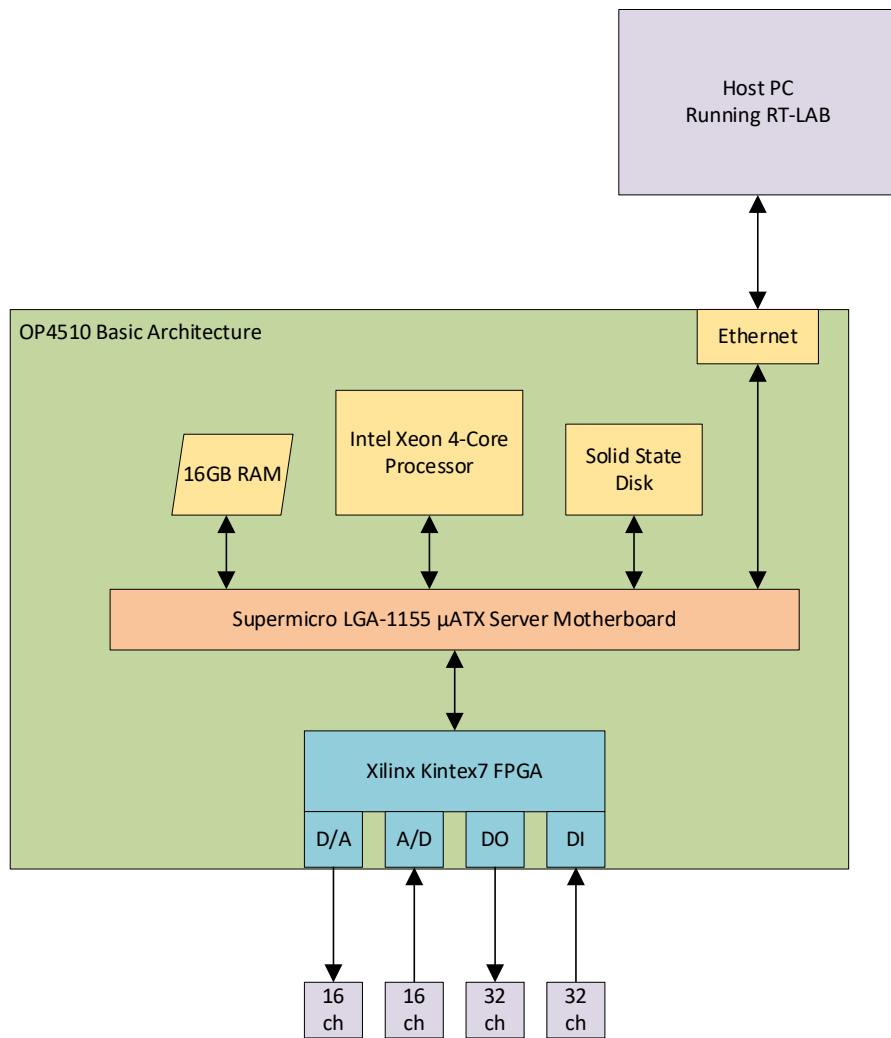 Host PC
Running RT-LAB
OP4510 Basic Architecture
Ethernet
16GB RAM
Intel Xeon 4-Core
Processor
Solid State
Disk
Supermicro LGA-1155 µATX Server Motherboard
Xilinx Kintex7 FPGA
D/A
A/D
DO
DI
16
ch
16
ch
32
ch
32
ch